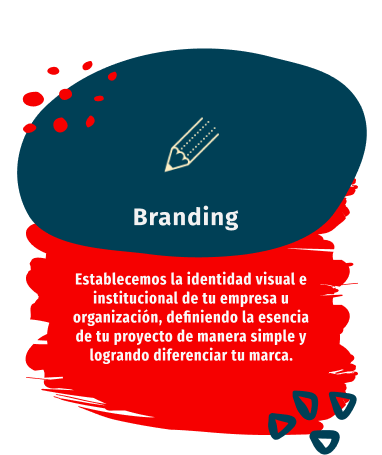 Branding
Establecemos la identidad visual e
institucional de tu empresa u
organización, definiendo la esencia
de tu proyecto de manera simple y
logrando diferenciar tu marca.